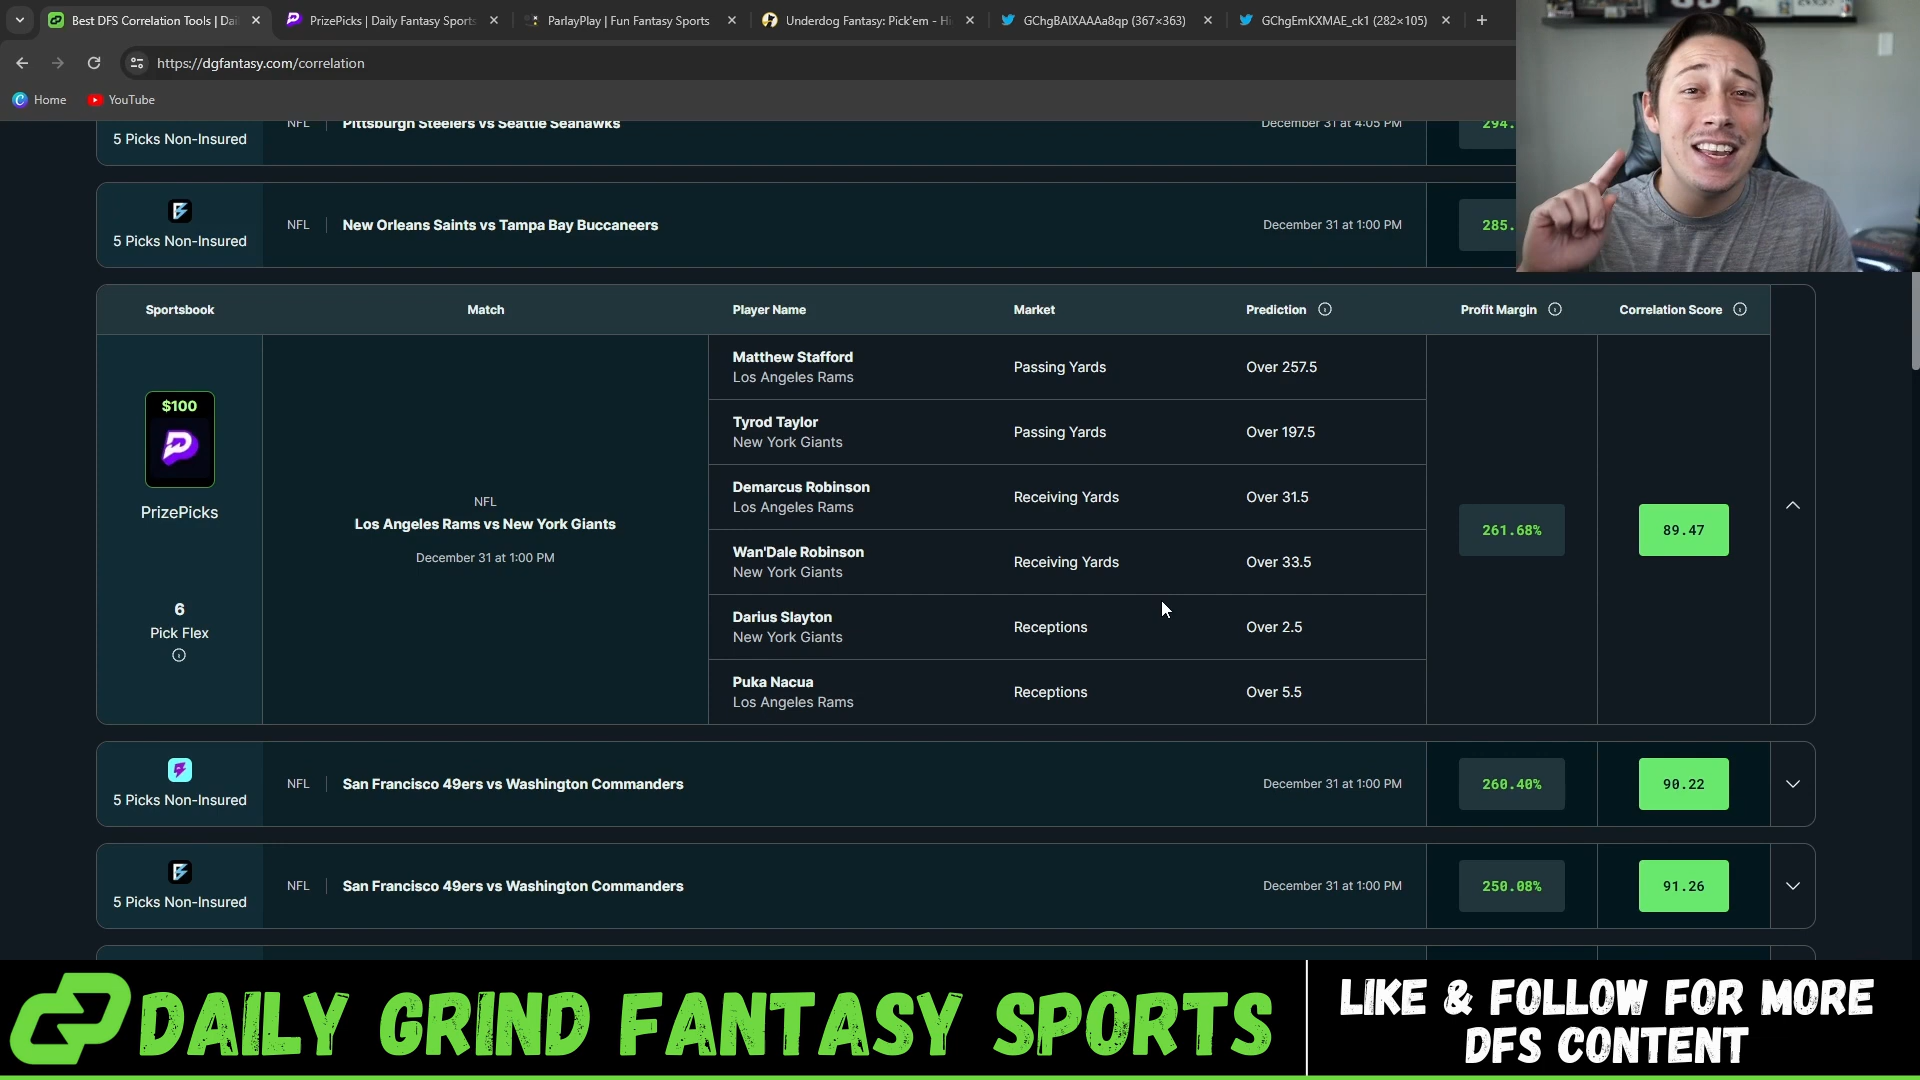 Best DFS Correlation Tools | Dai
PrizePicks | Daily Fantasy Sports
ParlayPlay | Fun Fantasy Sports
Underdog Fantasy: Pick'em - Hi
GChgBAIXAAAa8qp (367×363)
GChgEmKXMAE_ck1 (282×105)
https://dgfantasy.com/correlation
Home
YouTube
5 Picks Non-Insured
NFL
Pittsburgh Steelers vs Seattle Seahawks
December 31 at 4:05 PM
294.
5 Picks Non-Insured
NFL
New Orleans Saints vs Tampa Bay Buccaneers
December 31 at 1:00 PM
285.
Sportsbook
Match
Player Name
Market
Prediction
Profit Margin
Correlation Score
$100
PrizePicks
6
Pick Flex
NFL
Los Angeles Rams vs New York Giants
December 31 at 1:00 PM
Matthew Stafford
Los Angeles Rams
Passing Yards
Over 257.5
Tyrod Taylor
New York Giants
Passing Yards
Over 197.5
Demarcus Robinson
Los Angeles Rams
Receiving Yards
Over 31.5
Wan'Dale Robinson
New York Giants
Receiving Yards
Over 33.5
Darius Slayton
New York Giants
Receptions
Over 2.5
Puka Nacua
Los Angeles Rams
Receptions
Over 5.5
261.68%
89.47
5 Picks Non-Insured
NFL
San Francisco 49ers vs Washington Commanders
December 31 at 1:00 PM
260.40%
90.22
5 Picks Non-Insured
NFL
San Francisco 49ers vs Washington Commanders
December 31 at 1:00 PM
250.08%
91.26
DAILY GRIND FANTASY SPORTS
LIKE & FOLLOW FOR MORE
DFS CONTENT